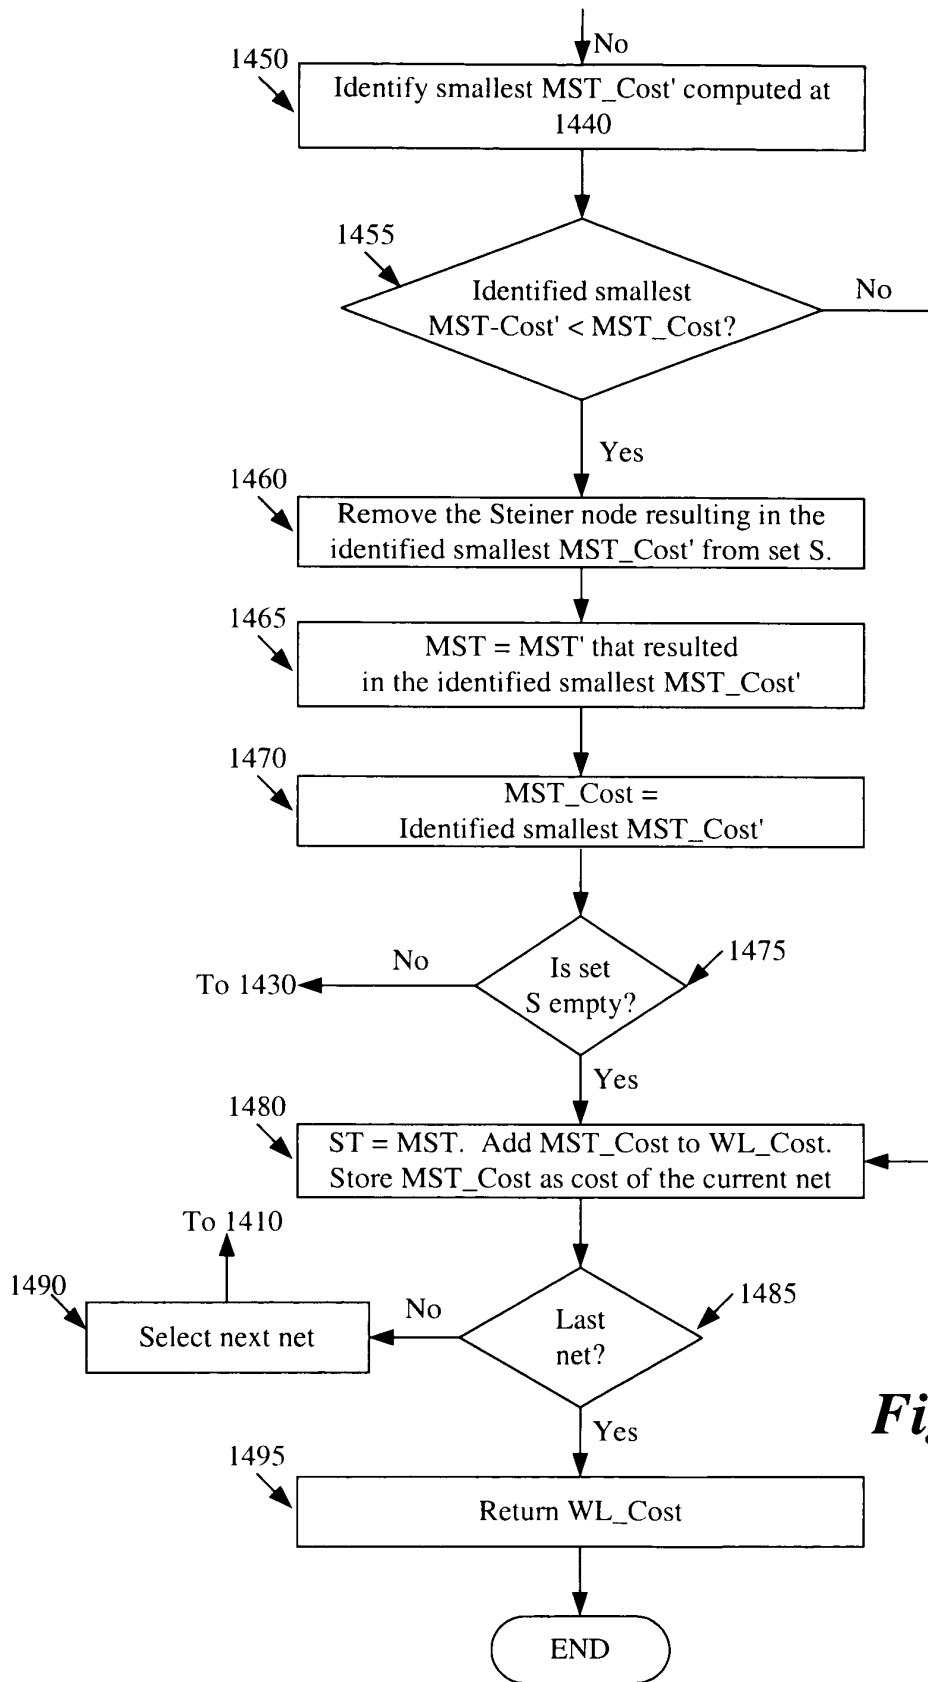 No
1450
Identify smallest MST_Cost' computed at
1440
1455
Identified smallest
MST-Cost' < MST_Cost?
No
Yes
1460
Remove the Steiner node resulting in the
identified smallest MST_Cost' from set S.
1465
MST = MST' that resulted
in the identified smallest MST_Cost'
1470
MST_Cost =
Identified smallest MST_Cost'
1475
No
Is set
S empty?
To 1430
Yes
1480
ST = MST. Add MST_Cost to WL_Cost.
Store MST_Cost as cost of the current net
To 1410
1490
Select next net
No
Last
net?
1485
Yes
1495
Return WL_Cost
END